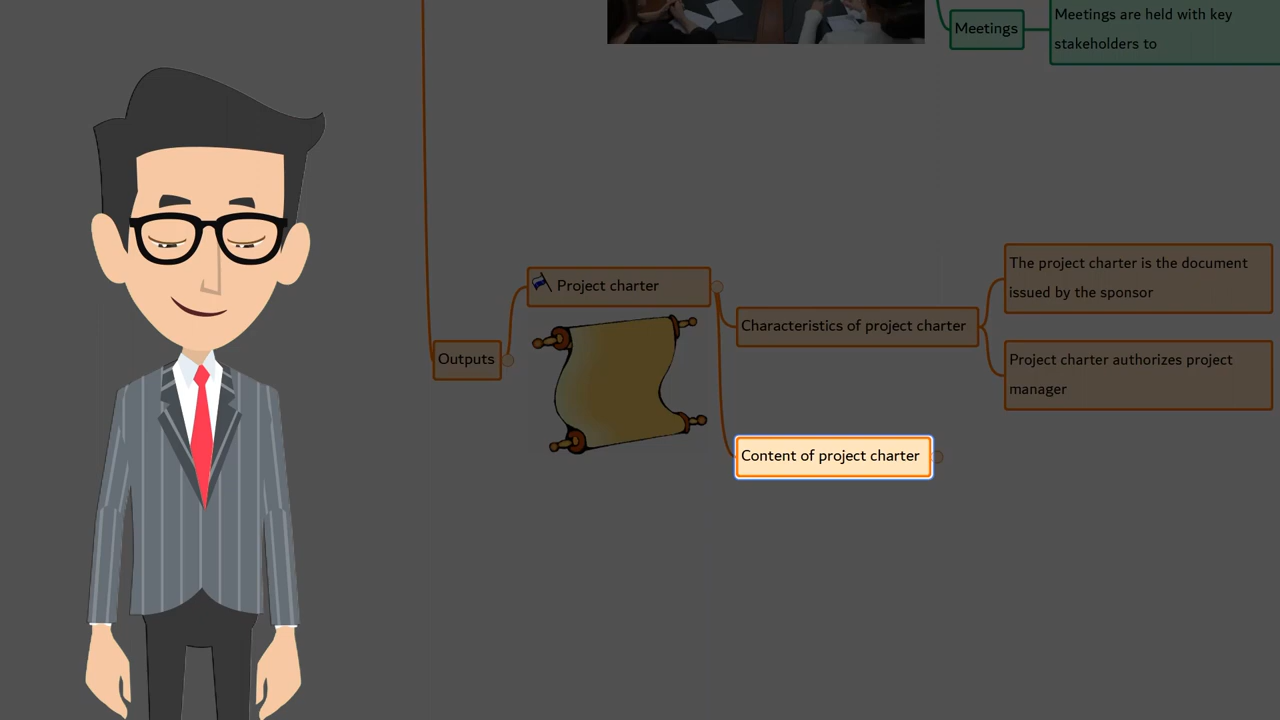 Meetings
Meetings are held with key
stakeholders to
Project charter
The project charter is the document
issued by the sponsor
Characteristics of project charter
Outputs
Project charter authorizes project
manager
Content of project charter